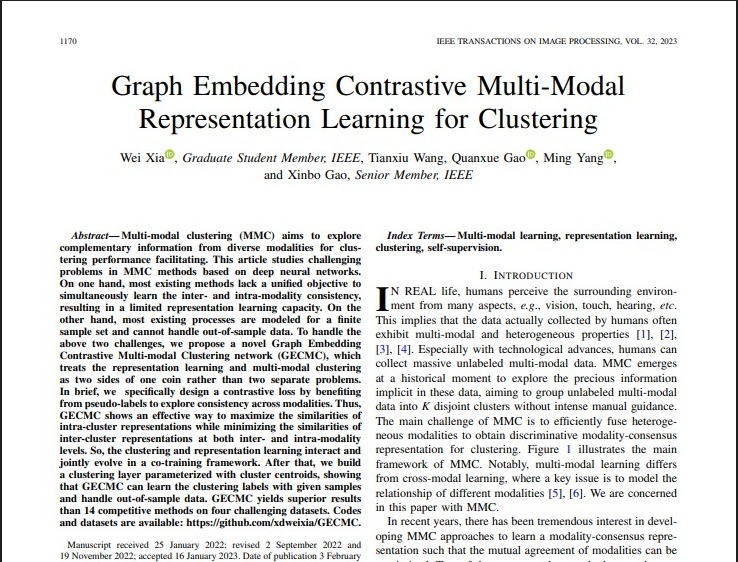 1170
IEEE TRANSACTIONS ON IMAGE PROCESSING, VOL. 32, 2023
Graph Embedding Contrastive Multi-Modal
Representation Learning for Clustering
Wei Xia, Graduate Student Member, IEEE, Tianxiu Wang, Quanxue Gao, Ming Yang,
and Xinbo Gao, Senior Member, IEEE
Abstract—Multi-modal clustering (MMC) aims to explore
complementary information from diverse modalities for clus-
tering performance facilitating. This article studies challenging
problems in MMC methods based on deep neural networks.
On one hand, most existing methods lack a unified objective to
simultaneously learn the inter- and intra-modality consistency,
resulting in a limited representation learning capacity. On the
other hand, most existing processes are modeled for a finite
sample set and cannot handle out-of-sample data. To handle the
above two challenges, we propose a novel Graph Embedding
Contrastive Multi-modal Clustering network (GECMC), which
treats the representation learning and multi-modal clustering
as two sides of one coin rather than two separate problems.
In brief, we specifically design a contrastive loss by benefiting
from pseudo-labels to explore consistency across modalities. Thus,
GECMC shows an effective way to maximize the similarities of
intra-cluster representations while minimizing the similarities of
inter-cluster representations at both inter- and intra-modality
levels. So, the clustering and representation learning interact and
jointly evolve in a co-training framework. After that, we build
a clustering layer parameterized with cluster centroids, showing
that GECMC can learn the clustering labels with given samples
and handle out-of-sample data. GECMC yields superior results
than 14 competitive methods on four challenging datasets. Codes
and datasets are available: https://github.com/xdweixia/GECMC.
Manuscript received 25 January 2022; revised 2 September 2022 and
19 November 2022; accepted 16 January 2023. Date of publication 3 February
Index Terms—Multi-modal learning, representation learning,
clustering, self-supervision.
I. INTRODUCTION
IN REAL life, humans perceive the surrounding environ-
ment from many aspects, e.g., vision, touch, hearing, etc.
This implies that the data actually collected by humans often
exhibit multi-modal and heterogeneous properties [1], [2],
[3], [4]. Especially with technological advances, humans can
collect massive unlabeled multi-modal data. MMC emerges
at a historical moment to explore the precious information
implicit in these data, aiming to group unlabeled multi-modal
data into K disjoint clusters without intense manual guidance.
The main challenge of MMC is to efficiently fuse heteroge-
neous modalities to obtain discriminative modality-consensus
representation for clustering. Figure 1 illustrates the main
framework of MMC. Notably, multi-modal learning differs
from cross-modal learning, where a key issue is to model the
relationship of different modalities [5], [6]. We are concerned
in this paper with MMC.
In recent years, there has been tremendous interest in devel-
oping MMC approaches to learn a modality-consensus repre-
sentation such that the mutual agreement of modalities can be